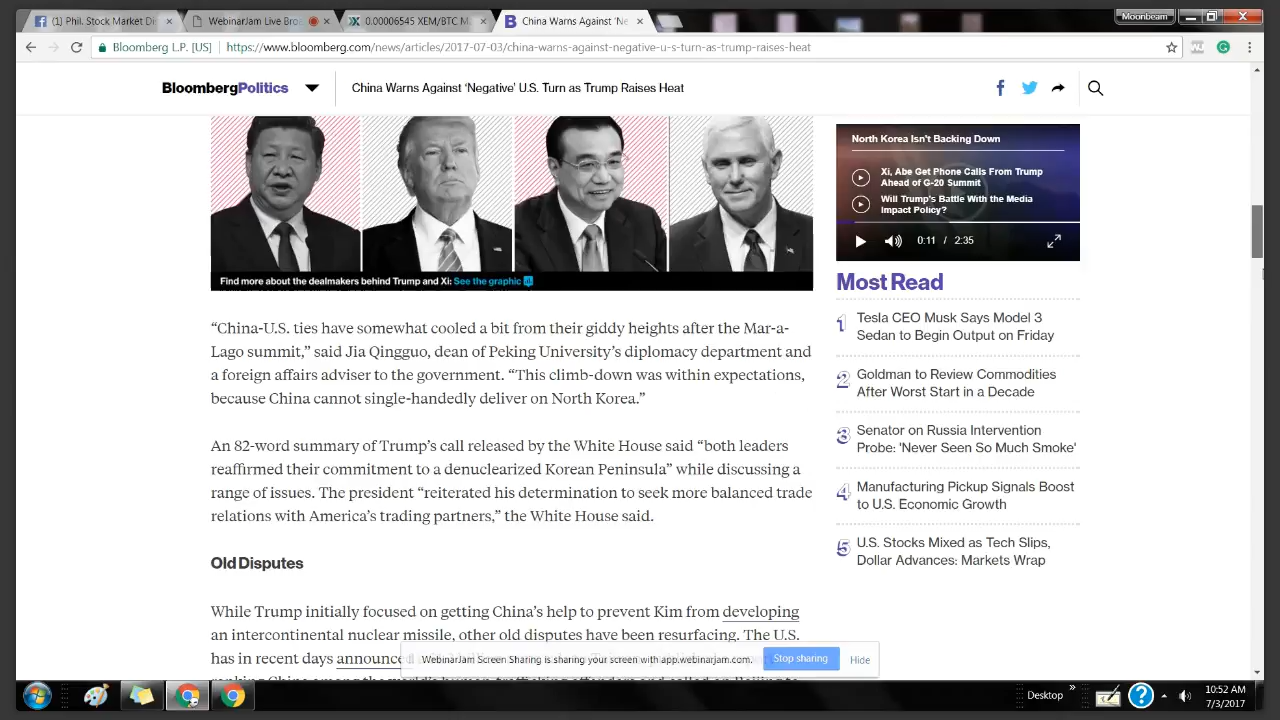 (1) Phil. Stock Market Di
WebinarJam Live Broa
0.00006545 XEM/BTC
China Warns Against 'Ne
Moonbeam
Bloomberg L.P. [US]
https://www.bloomberg.com/news/articles/2017-07-03/china-warns-against-negative-u-s-turn-as-trump-raises-heat
BloombergPolitics
China Warns Against ‘Negative’ U.S. Turn as Trump Raises Heat
Find more about the dealmakers behind Trump and Xi: See the graphic
“China-U.S. ties have somewhat cooled a bit from their giddy heights after the Mar-a-
Lago summit,” said Jia Qingguo, dean of Peking University’s diplomacy department and
a foreign affairs adviser to the government. “This climb-down was within expectations,
because China cannot single-handedly deliver on North Korea.”
An 82-word summary of Trump’s call released by the White House said “both leaders
reaffirmed their commitment to a denuclearized Korean Peninsula” while discussing a
range of issues. The president “reiterated his determination to seek more balanced trade
relations with America’s trading partners,” the White House said.
Old Disputes
While Trump initially focused on getting China’s help to prevent Kim from developing
an intercontinental nuclear missile, other old disputes have been resurfacing. The U.S.
has in recent days announced
North Korea Isn't Backing Down
Xi, Abe Get Phone Calls From Trump
Ahead of G-20 Summit
Will Trump's Battle With the Media
Impact Policy?
0:11 / 2:35
Most Read
1 Tesla CEO Musk Says Model 3
Sedan to Begin Output on Friday
2 Goldman to Review Commodities
After Worst Start in a Decade
3 Senator on Russia Intervention
Probe: 'Never Seen So Much Smoke'
4 Manufacturing Pickup Signals Boost
to U.S. Economic Growth
5 U.S. Stocks Mixed as Tech Slips,
Dollar Advances: Markets Wrap
WebinarJam Screen Sharing is sharing your screen with app.webinarjam.com.
Stop sharing
Hide
Desktop
10:52 AM
7/3/2017